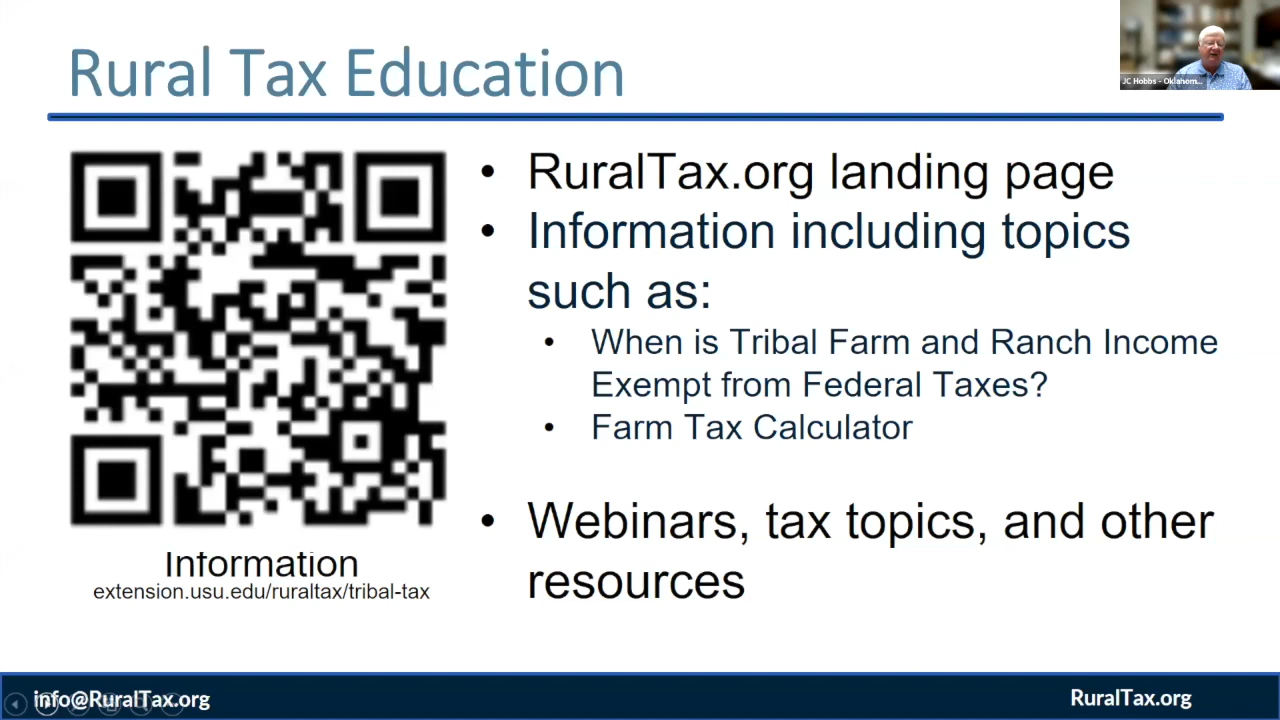 Rural Tax Education
JC Hobbs - Oklahom...
• RuralTax.org landing page
• Information including topics
such as:
• When is Tribal Farm and Ranch Income
Exempt from Federal Taxes?
• Farm Tax Calculator
• Webinars, tax topics, and other
resources
Information
extension.usu.edu/ruraltax/tribal-tax
info@RuralTax.org
RuralTax.org